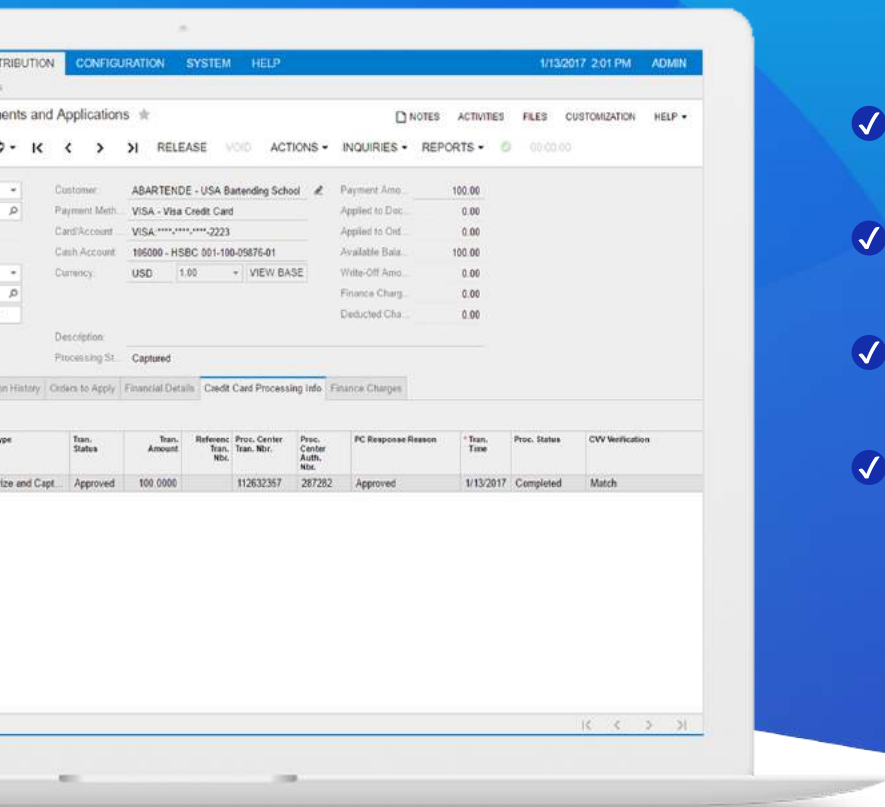 TRIBUTION CONFIGURATION SYSTEM HELP 1/13/2017 2:01 PM ADMIN
ments and Applications NOTES ACTIVITIES FILES CUSTOMIZATION HELP
RELEASE VOID ACTIONS INQUIRIES REPORTS 00:00:00
Customer: ABARTENDE - USA Bartending School Payment Amo... 100.00
Payment Meth... VISA - Visa Credit Card Applied to Doc... 0.00
Card/Account ... VISA:****-****-****-2223 Applied to Ord... 0.00
Cash Account: 106000 - HSBC 001-100-09876-01 Available Bala... 100.00
Currency: USD 1.00 VIEW BASE Write-Off Amo... 0.00
Finance Charg... 0.00
Deducted Cha... 0.00
Description:
Processing St... Captured
on History Orders to Apply Financial Details Credit Card Processing Info Finance Charges
ype Tran. Status Tran. Amount Referenc Tran. Nbr. Proc. Center Tran. Nbr. Proc. Center Auth. Nbr. PC Response Reason * Tran. Time Proc. Status CVV Verification
rize and Capt... Approved 100.0000 112632357 287282 Approved 1/13/2017 Completed Match